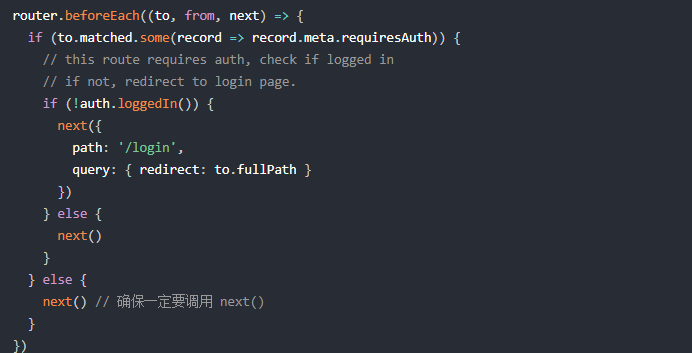 router.beforeEach((to, from, next) => {
  if (to.matched.some(record => record.meta.requiresAuth)) {
    // this route requires auth, check if logged in
    // if not, redirect to login page.
    if (!auth.loggedIn()) {
      next({
        path: '/login',
        query: { redirect: to.fullPath }
      })
    } else {
      next()
    }
  } else {
    next() // 确保一定要调用 next()
  }
})